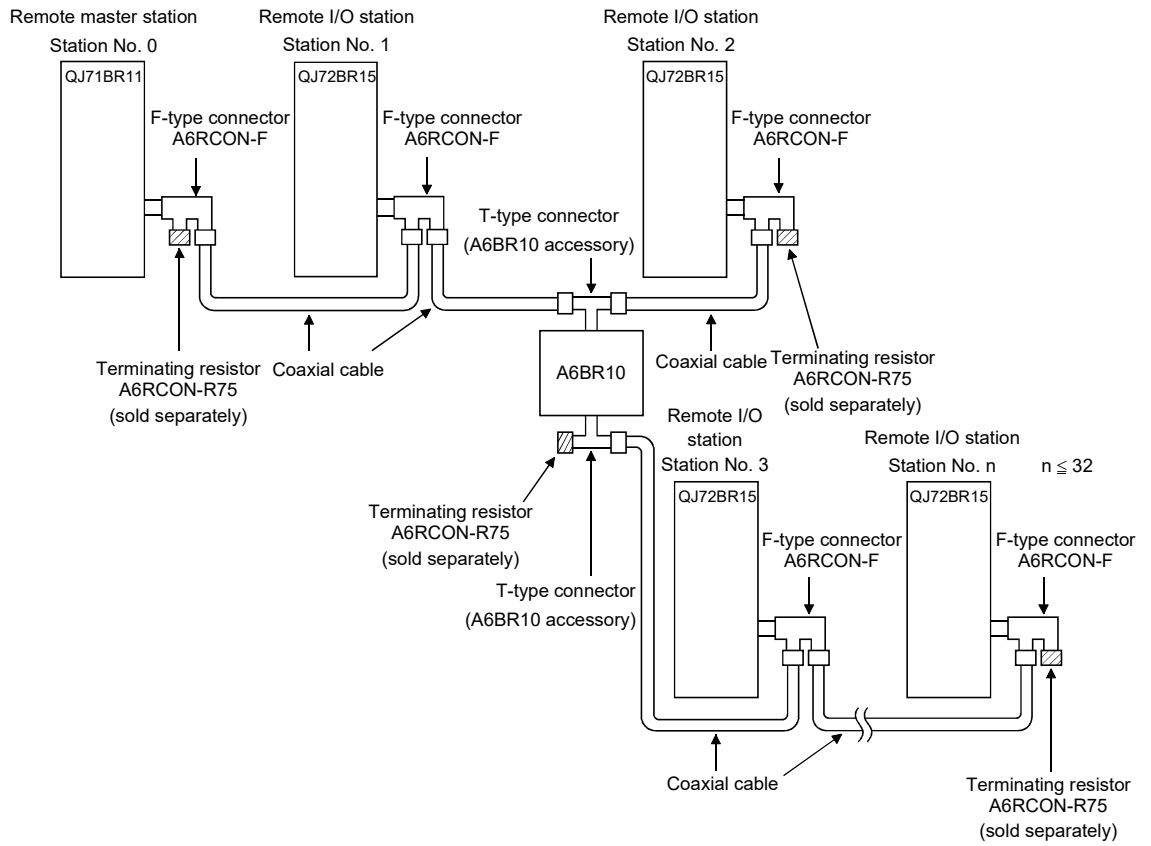 Remote master station
Station No. 0
QJ71BR11
F-type connector
A6RCON-F
Remote I/O station
Station No. 1
QJ72BR15
F-type connector
A6RCON-F
Remote I/O station
Station No. 2
QJ72BR15
F-type connector
A6RCON-F
T-type connector
(A6BR10 accessory)
Terminating resistor
A6RCON-R75
(sold separately)
Coaxial cable
A6BR10
Coaxial cable
Terminating resistor
A6RCON-R75
(sold separately)
Remote I/O
station
Station No. 3
QJ72BR15
F-type connector
A6RCON-F
Remote I/O station
Station No. n n ≦ 32
QJ72BR15
F-type connector
A6RCON-F
Terminating resistor
A6RCON-R75
(sold separately)
T-type connector
(A6BR10 accessory)
Coaxial cable
Terminating resistor
A6RCON-R75
(sold separately)